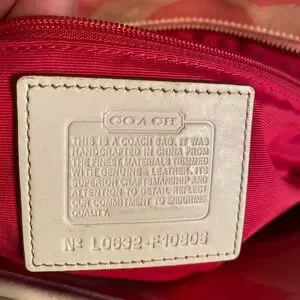 COACH
THIS IS A COACH BAG. IT WAS
HANDCRAFTED IN CHINA FROM
THE FINEST MATERIALS TRIMMED
WITH GENUINE LEATHER. ITS
SUPERIOR CRAFTSMANSHIP AND
ATTENTION TO DETAIL REFLECT
OUR COMMITMENT TO ENDURING
QUALITY.
Nº L0632-F10806